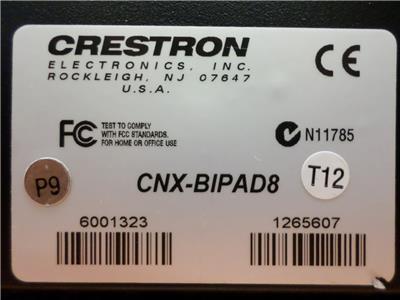 CRESTRON
ELECTRONICS, INC.
ROCKLEIGH, NJ 07647
U.S.A.
CE
FC TEST TO COMPLY
WITH FCC STANDARDS.
FOR HOME OR OFFICE USE
N11785
P9
CNX-BIPAD8
T12
6001323
1265607